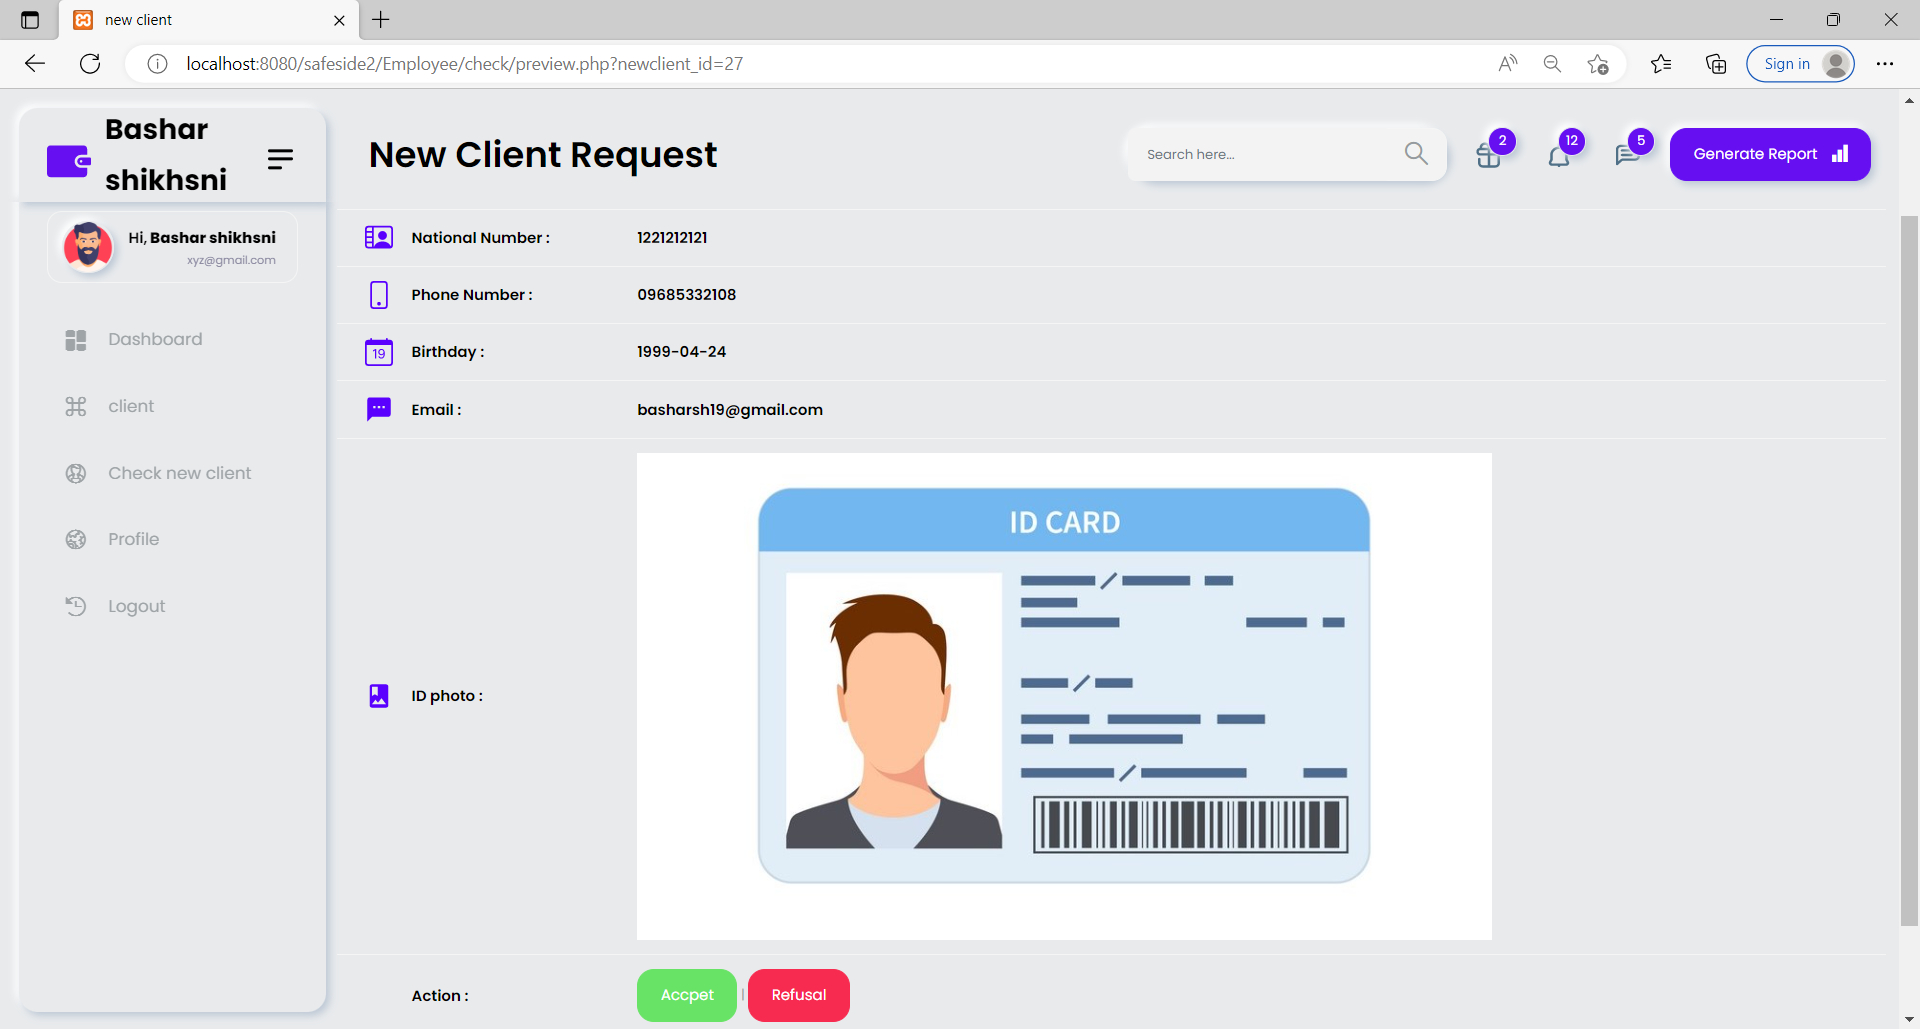 new client
localhost:8080/safeside2/Employee/check/preview.php?newclient_id=27
Sign in
Bashar
shikhsni
Hi, Bashar shikhsni
xyz@gmail.com
Dashboard
client
Check new client
Profile
Logout
New Client Request
Search here...
2
12
5
Generate Report
National Number :
1221212121
Phone Number :
09685332108
19
Birthday :
1999-04-24
Email :
basharsh19@gmail.com
ID photo :
ID CARD
Action :
Accpet | Refusal